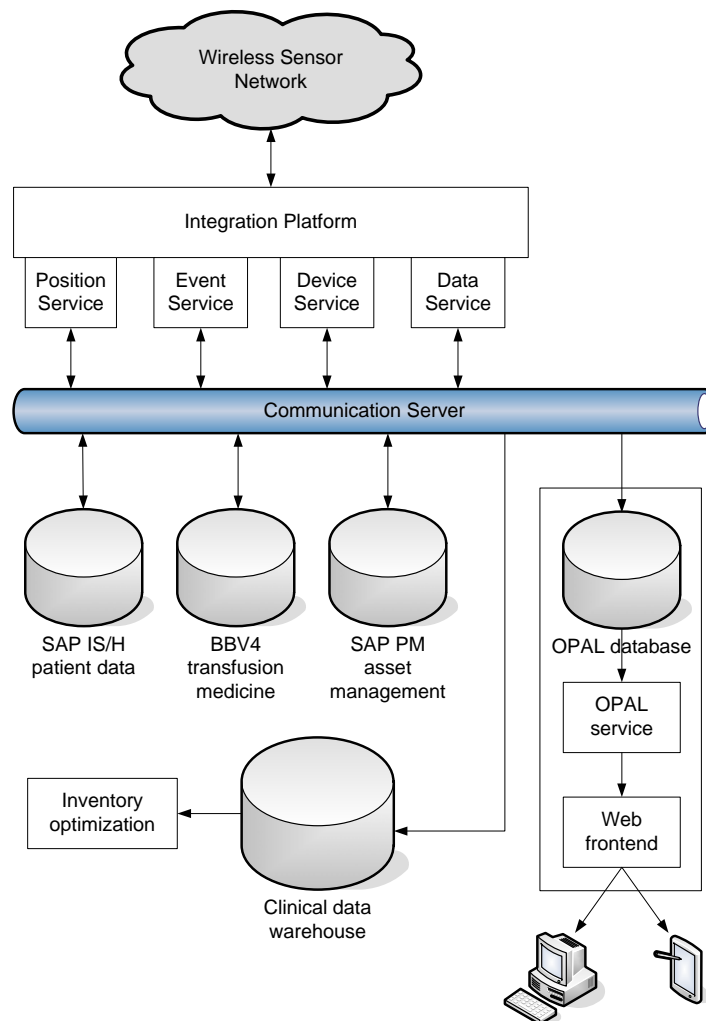 Wireless Sensor
Network
Integration Platform
Position
Service
Event
Service
Device
Service
Data
Service
Communication Server
SAP IS/H
patient data
BBV4
transfusion
medicine
SAP PM
asset
management
OPAL database
OPAL
service
Web
frontend
Inventory
optimization
Clinical data
warehouse